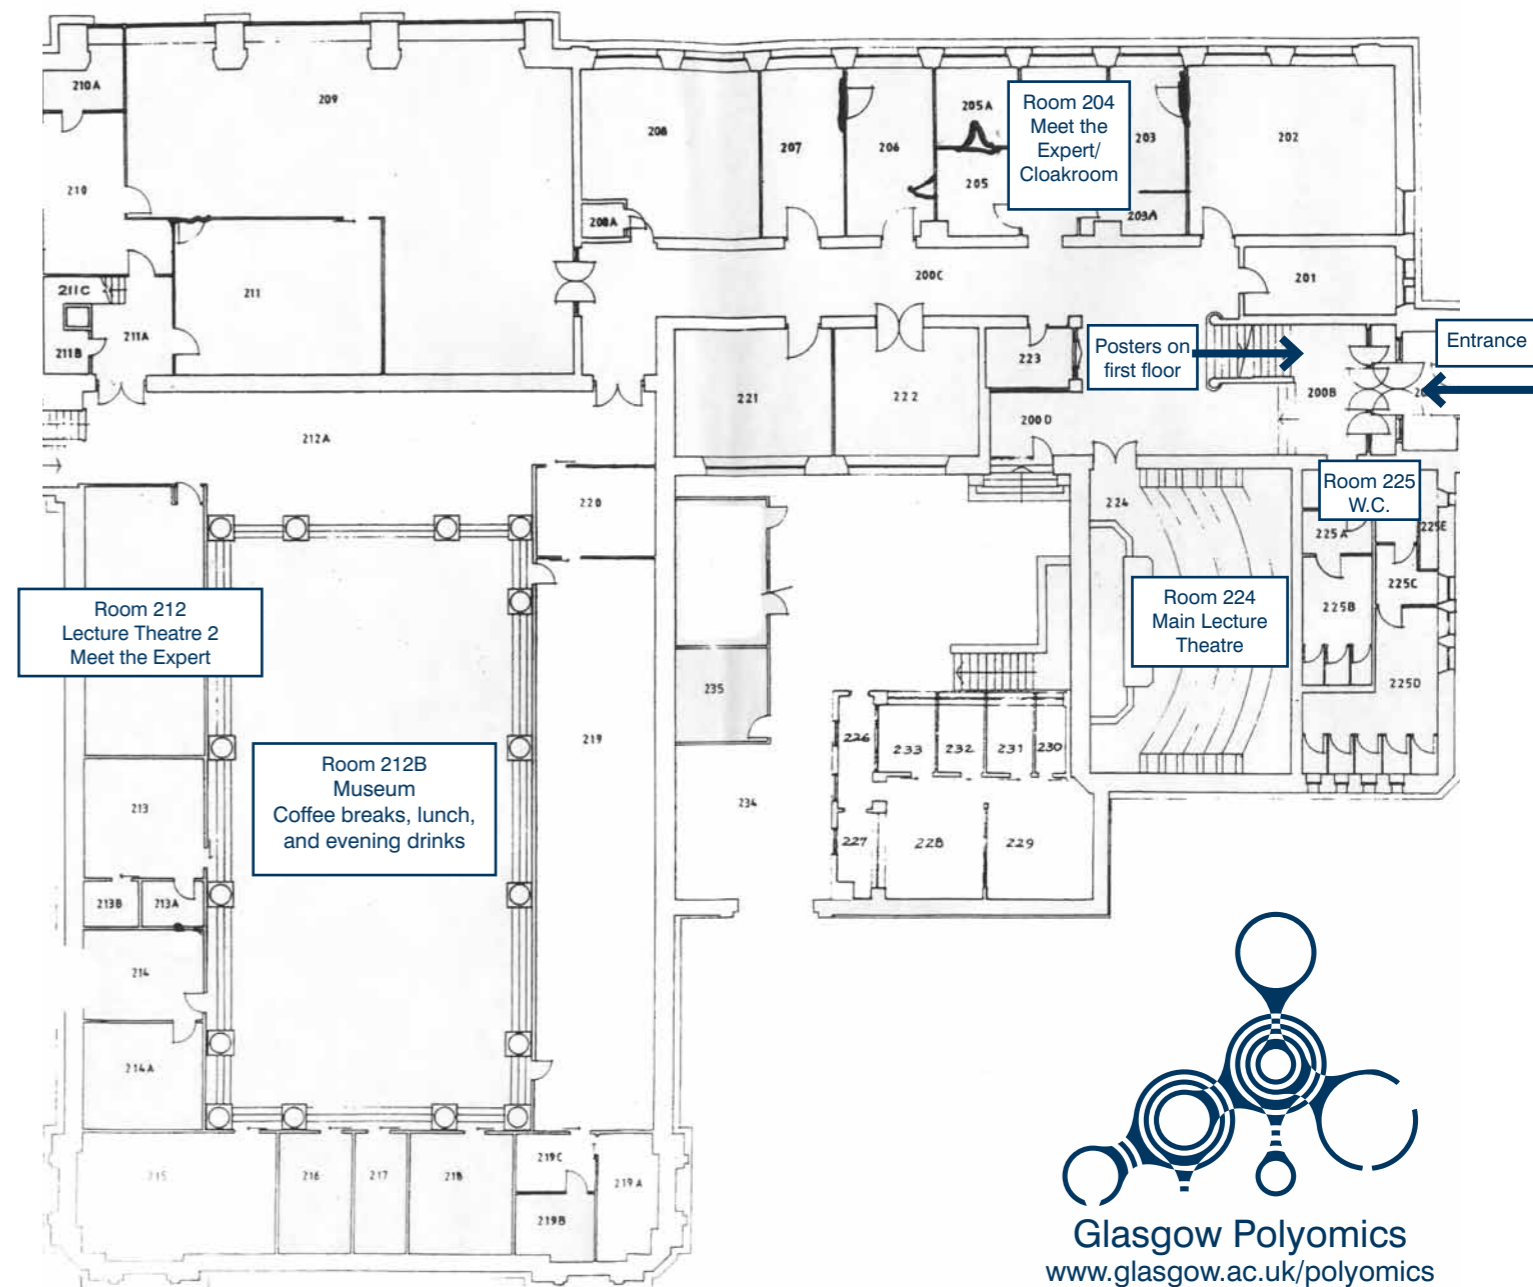 210A
209
210
208
208A
207
206
205A
205
Room 204
Meet the
Expert/
Cloakroom
203
203A
202
211C
211B
211A
211
200C
201
221
222
223
200D
Posters on
first floor
200B
Entrance
212A
220
224
Room 225
W.C.
225A
225E
225C
225B
225D
Room 212
Lecture Theatre 2
Meet the Expert
Room 224
Main Lecture
Theatre
235
219
226
233
232
231
230
Room 212B
Museum
Coffee breaks, lunch,
and evening drinks
213
234
227
228
229
213B
213A
214
214A
215
216
217
218
219C
219A
219B
Glasgow Polyomics
www.glasgow.ac.uk/polyomics